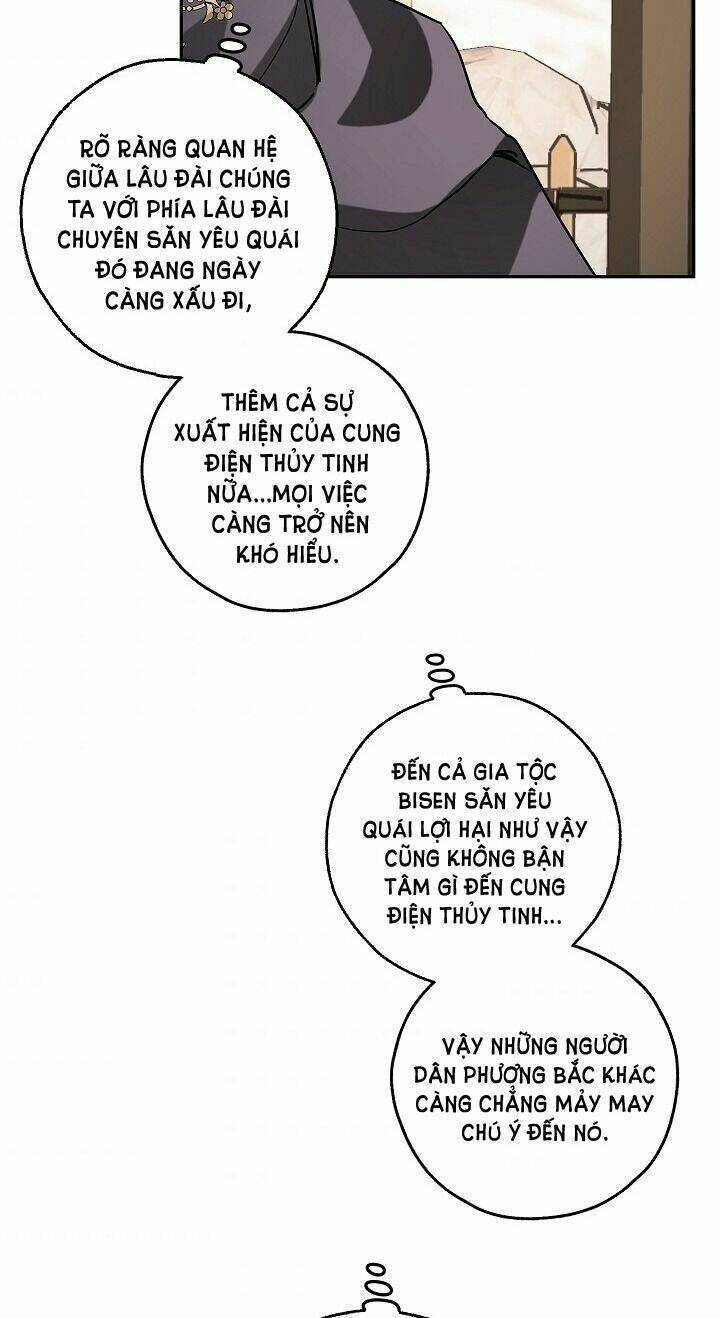 RÕ RÀNG QUAN HỆ
GIỮA LÂU ĐÀI CHÚNG
TA VỚI PHÍA LÂU ĐÀI
CHUYÊN SĂN YÊU QUÁI
ĐÓ ĐANG NGÀY
CÀNG XẤU ĐI,
THÊM CẢ SỰ
XUẤT HIỆN CỦA CUNG
ĐIỆN THỦY TINH
NỮA...MỌI VIỆC
CÀNG TRỞ NÊN
KHÓ HIỂU.
ĐẾN CẢ GIA TỘC
BISEN SĂN YÊU
QUÁI LỢI HẠI NHƯ VẬY
CŨNG KHÔNG BẬN
TÂM GÌ ĐẾN CUNG
ĐIỆN THỦY TINH...
VẬY NHỮNG NGƯỜI
DÂN PHƯƠNG BẮC KHÁC
CÀNG CHẲNG MẢY MAY
CHÚ Ý ĐẾN NÓ.